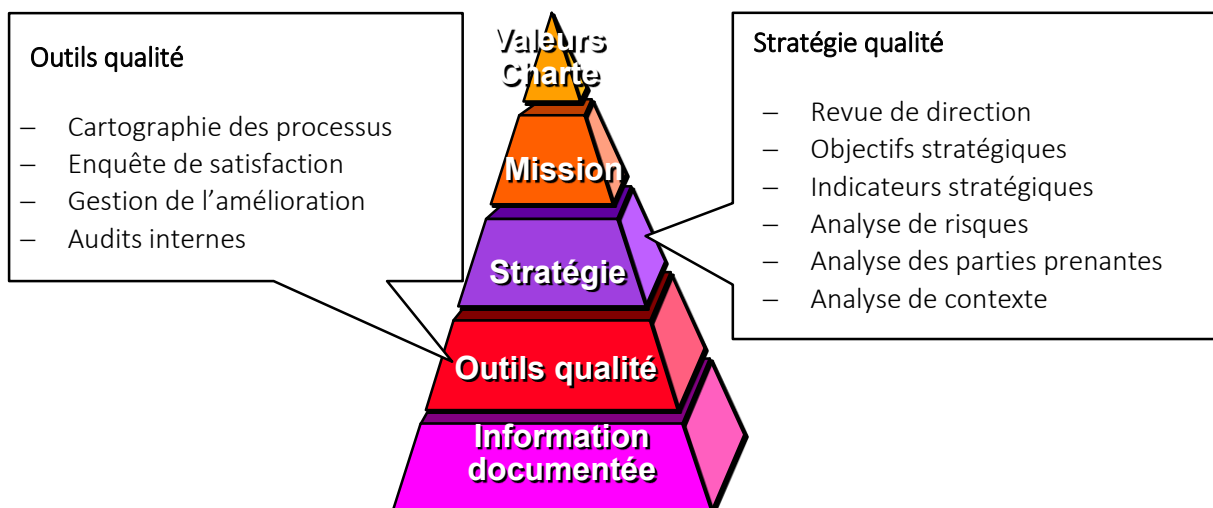 Outils qualité
– Cartographie des processus
– Enquête de satisfaction
– Gestion de l’amélioration
– Audits internes
Valeurs
Charte
Mission
Stratégie
Outils qualité
Information
documentée
Stratégie qualité
– Revue de direction
– Objectifs stratégiques
– Indicateurs stratégiques
– Analyse de risques
– Analyse des parties prenantes
– Analyse de contexte